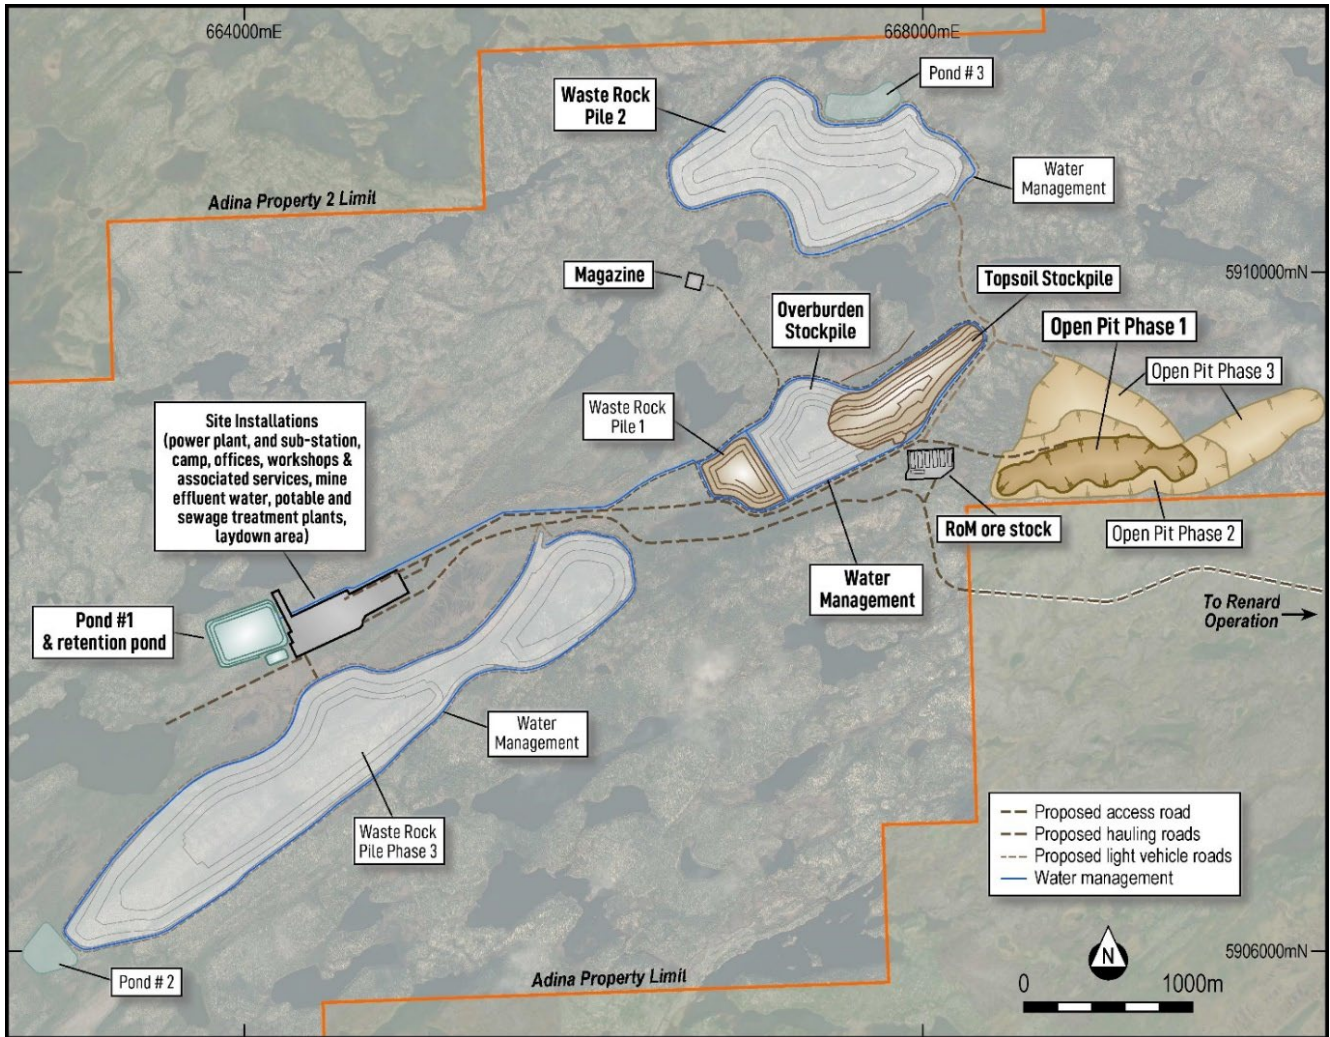 664000mE
668000mE
Pond # 3
Waste Rock
Pile 2
Water
Management
Adina Property 2 Limit
Magazine
5910000mN
Topsoil Stockpile
Overburden
Stockpile
Open Pit Phase 1
Open Pit Phase 3
Waste Rock
Pile 1
Site Installations
(power plant, and sub-station,
camp, offices, workshops &
associated services, mine
effluent water, potable and
sewage treatment plants,
laydown area)
RoM ore stock
Open Pit Phase 2
Water
Management
To Renard
Operation
Pond #1
& retention pond
Water
Management
Waste Rock
Pile Phase 3
Proposed access road
Proposed hauling roads
Proposed light vehicle roads
Water management
N
0
1000m
5906000mN
Pond # 2
Adina Property Limit